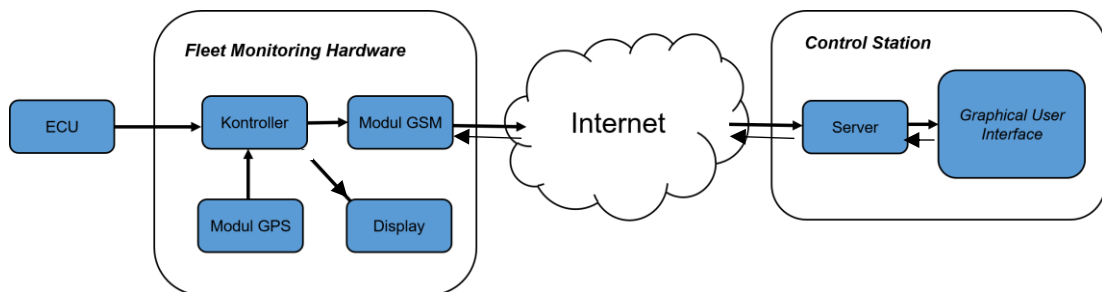 Fleet Monitoring Hardware
Control Station
ECU
Kontroller
Modul GSM
Internet
Server
Graphical User
Interface
Modul GPS
Display